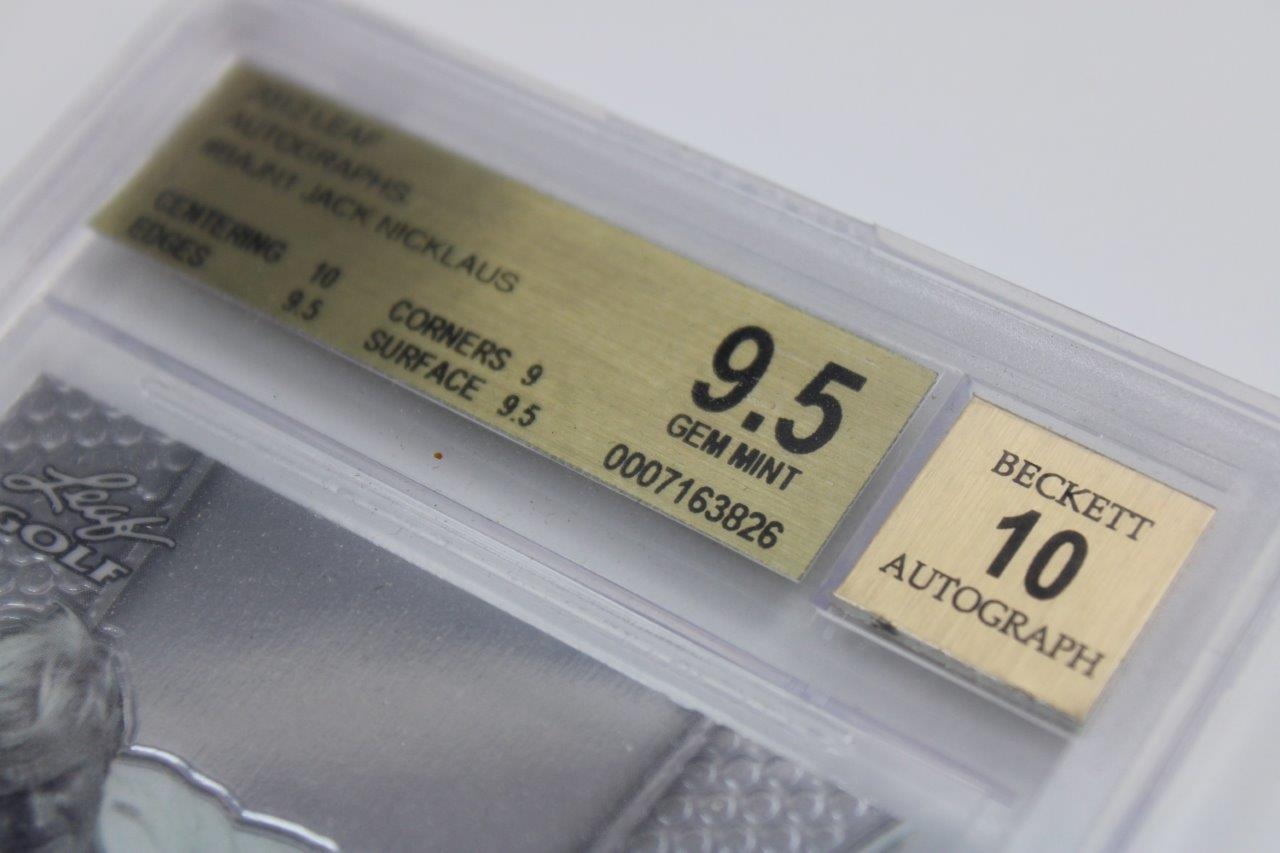 2012 LEAF
AUTOGRAPHS
JACK NICKLAUS
CENTERING 10 CORNERS 9
EDGES 9.5 SURFACE 9.5
9.5
GEM MINT
0007163826
BECKETT
10
AUTOGRAPH
Leaf
GOLF